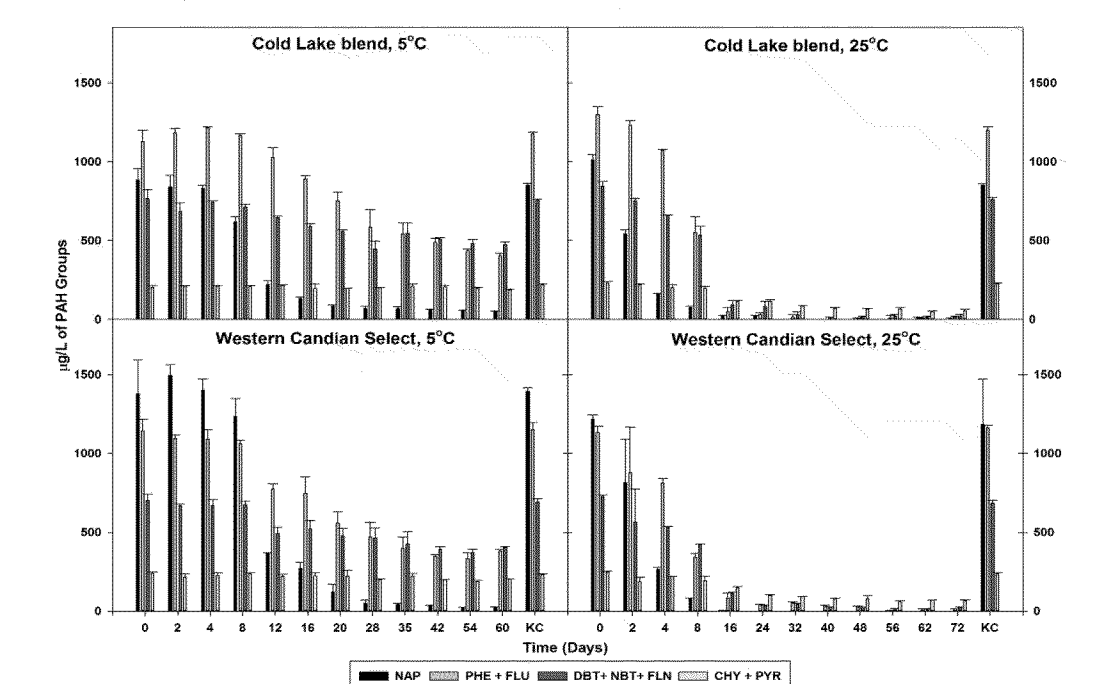 Cold Lake blend, 5°C
Cold Lake blend, 25°C
1500
1000
500
0
1500
1000
500
0
µg/L of PAH Groups
Western Candian Select, 5°C
Western Candian Select, 25°C
1500
1000
500
0
1500
1000
500
0
0 2 4 8 12 16 20 28 35 42 54 60 KC
0 2 4 8 16 24 32 40 48 56 62 72 KC
Time (Days)
NAP PHE + FLU DBT+ NBT+ FLN CHY + PYR